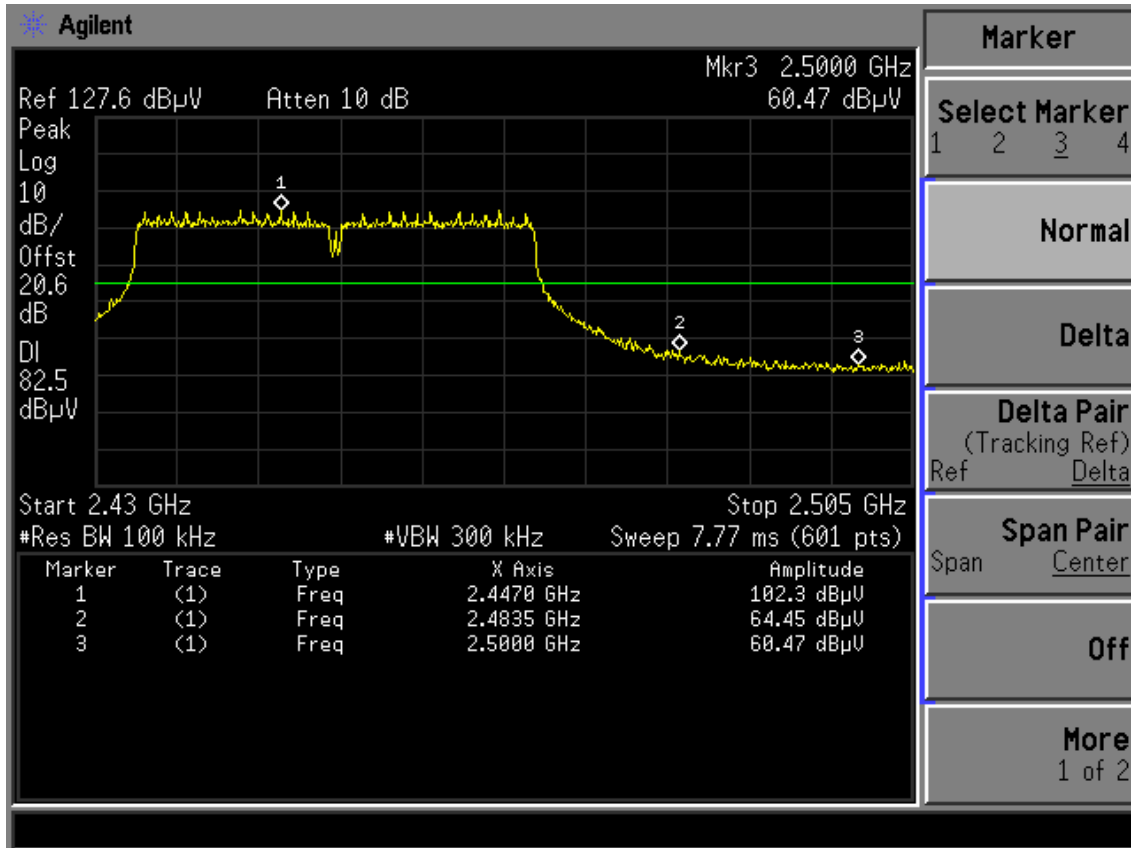 Agilent
Mkr3 2.5000 GHz
Ref 127.6 dBµV Atten 10 dB 60.47 dBµV
Peak
Log
10
dB/
Offst
20.6
dB
DI
82.5
dBµV
1
2
3
Start 2.43 GHz Stop 2.505 GHz
#Res BW 100 kHz #VBW 300 kHz Sweep 7.77 ms (601 pts)
Marker Trace Type X Axis Amplitude
1 (1) Freq 2.4470 GHz 102.3 dBµV
2 (1) Freq 2.4835 GHz 64.45 dBµV
3 (1) Freq 2.5000 GHz 60.47 dBµV
Marker
Select Marker
1 2 3 4
Normal
Delta
Delta Pair
(Tracking Ref)
Ref Delta
Span Pair
Span Center
Off
More
1 of 2